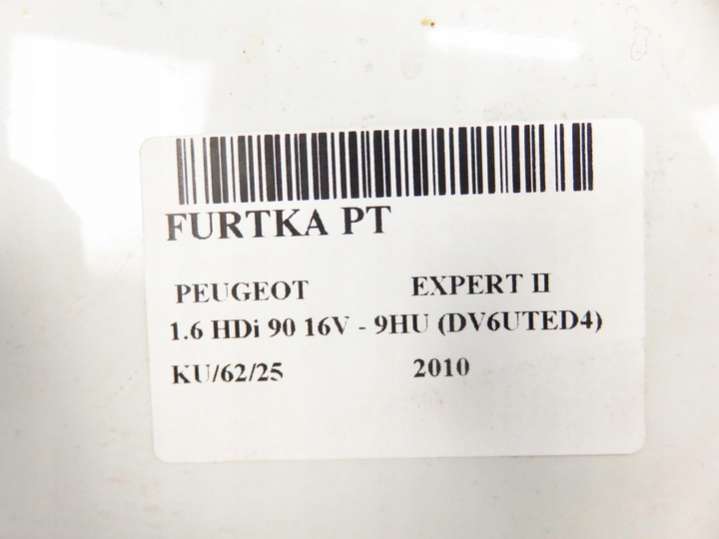 FURTKA PT
PEUGEOT EXPERT II
1.6 HDi 90 16V - 9HU (DV6UTED4)
KU/62/25 2010